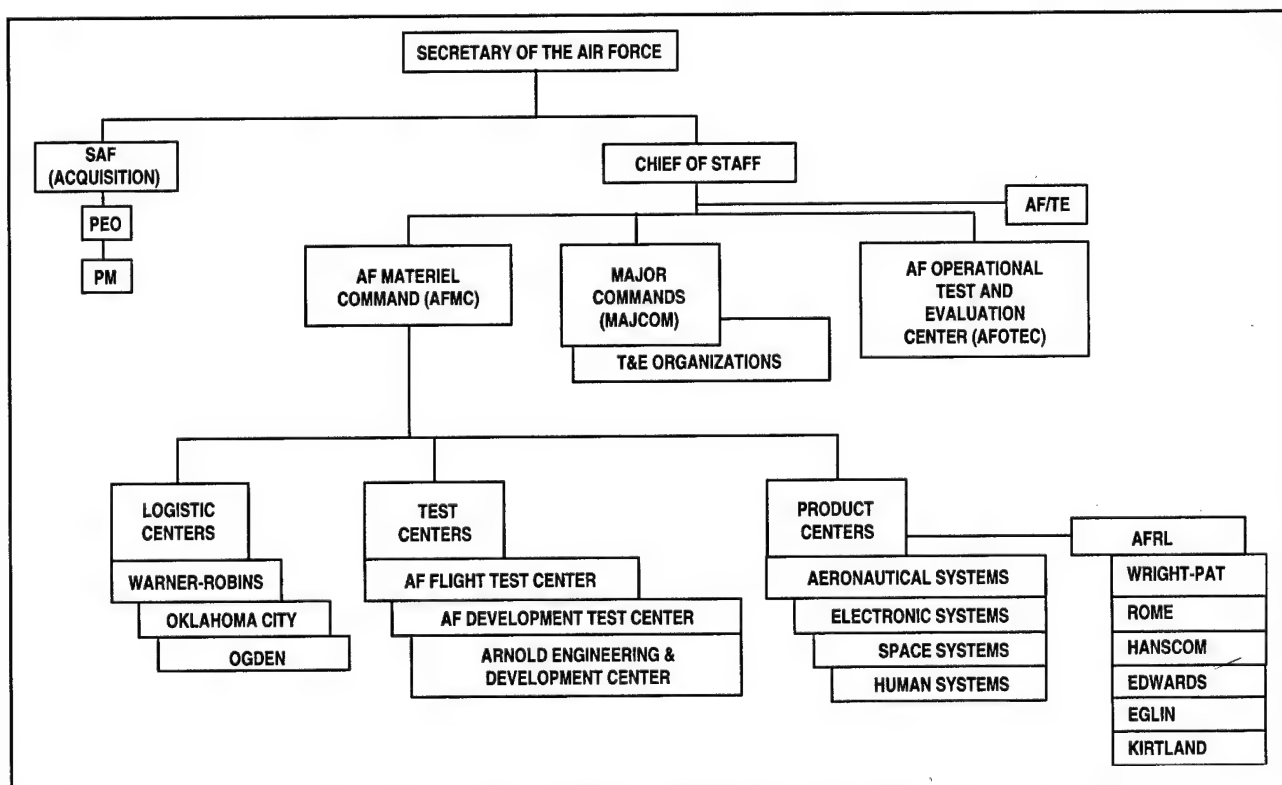 SECRETARY OF THE AIR FORCE
SAF
(ACQUISITION)
PEO
PM
CHIEF OF STAFF
AF/TE
AF MATERIEL
COMMAND (AFMC)
MAJOR
COMMANDS
(MAJCOM)
T&E ORGANIZATIONS
AF OPERATIONAL
TEST AND
EVALUATION
CENTER (AFOTEC)
LOGISTIC
CENTERS
WARNER-ROBINS
OKLAHOMA CITY
OGDEN
TEST
CENTERS
AF FLIGHT TEST CENTER
AF DEVELOPMENT TEST CENTER
ARNOLD ENGINEERING &
DEVELOPMENT CENTER
PRODUCT
CENTERS
AERONAUTICAL SYSTEMS
ELECTRONIC SYSTEMS
SPACE SYSTEMS
HUMAN SYSTEMS
AFRL
WRIGHT-PAT
ROME
HANSCOM
EDWARDS
EGLIN
KIRTLAND